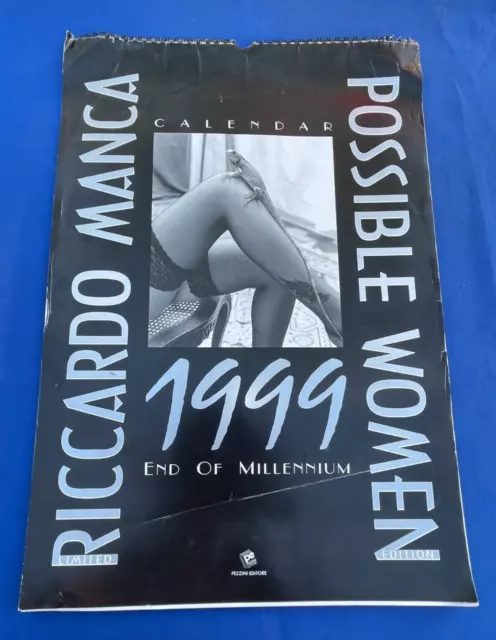 CALENDAR
RICCARDO MANCA
POSSIBLE WOMEN
1999
END OF MILLENNIUM
LIMITED
EDITION
PEZZINI EDITORE